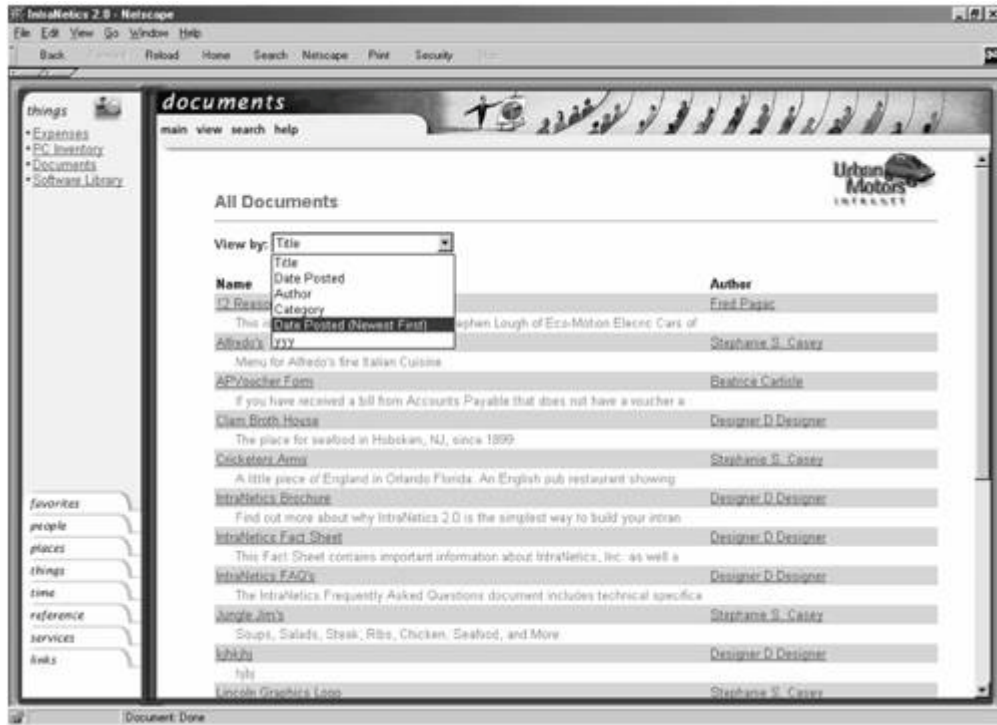 IntraNetics 2.0 - Netscape
File Edit View Go Window Help
Back Reload Home Search Netscape Print Security
things
Expenses
PC Inventory
Documents
Software Library
documents
main view search help
Urban Motors
INTRANET
All Documents
View by: Title
Title
Date Posted
Author
Category
Date Posted (Newest First)
yyy
Name Author
12 Reaso Fred Pagac
This is ephen Lough of Eco-Motion Elecric Cars of
Alfredo's Stephanie S. Casey
Menu for Alfredo's fine Italian Cuisine
AP/Voucher Form Beatrice Carlisle
If you have received a bill from Accounts Payable that does not have a voucher a
Clam Broth House Designer D Designer
The place for seafood in Hoboken, NJ, since 1899
Cricketers Arms Stephanie S. Casey
A little piece of England in Orlando Florida. An English pub restaurant showing
IntraNetics Brochure Designer D Designer
Find out more about why IntraNetics 2.0 is the simplest way to build your intran
IntraNetics Fact Sheet Designer D Designer
This Fact Sheet contains important information about IntraNetics, Inc. as well a
IntraNetics FAQ's Designer D Designer
The IntraNetics Frequently Asked Questions document includes technical specifica
Jungle Jim's Stephanie S. Casey
Soups, Salads, Steak, Ribs, Chicken, Seafood, and More
Designer D Designer
Lincoln Graphics Logo Stephanie S. Casey
favorites
people
places
things
time
reference
services
links
Document: Done